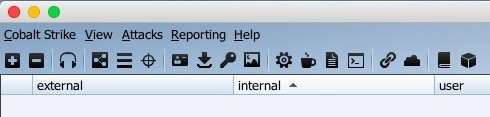 Cobalt Strike View Attacks Reporting Help
external internal user